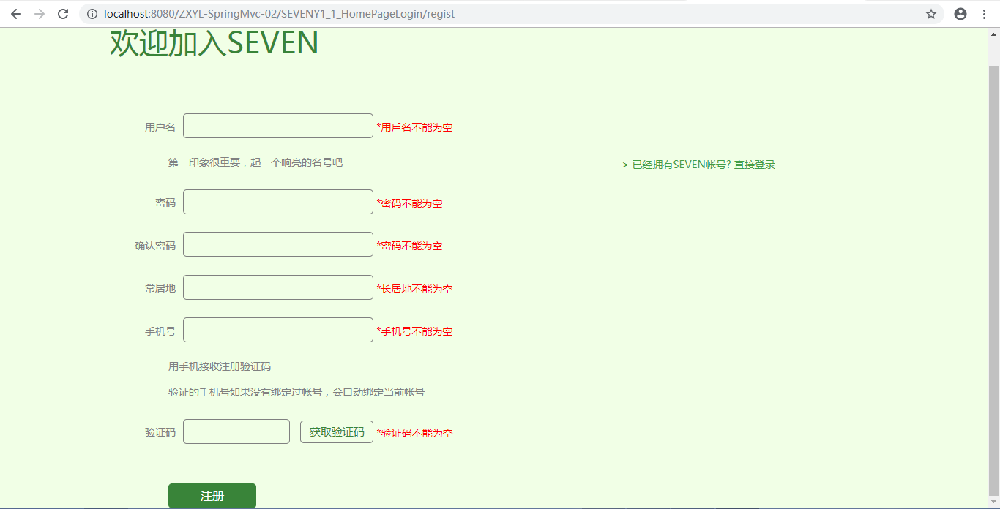 localhost:8080/ZXYL-SpringMvc-02/SEVENY1_1_HomePageLogin/regist
欢迎加入SEVEN
用户名 *用戶名不能为空
第一印象很重要，起一个响亮的名号吧
> 已经拥有SEVEN帐号? 直接登录
密码 *密码不能为空
确认密码 *密码不能为空
常居地 *长居地不能为空
手机号 *手机号不能为空
用手机接收注册验证码
验证的手机号如果没有绑定过帐号，会自动绑定当前帐号
验证码 获取验证码 *验证码不能为空
注册